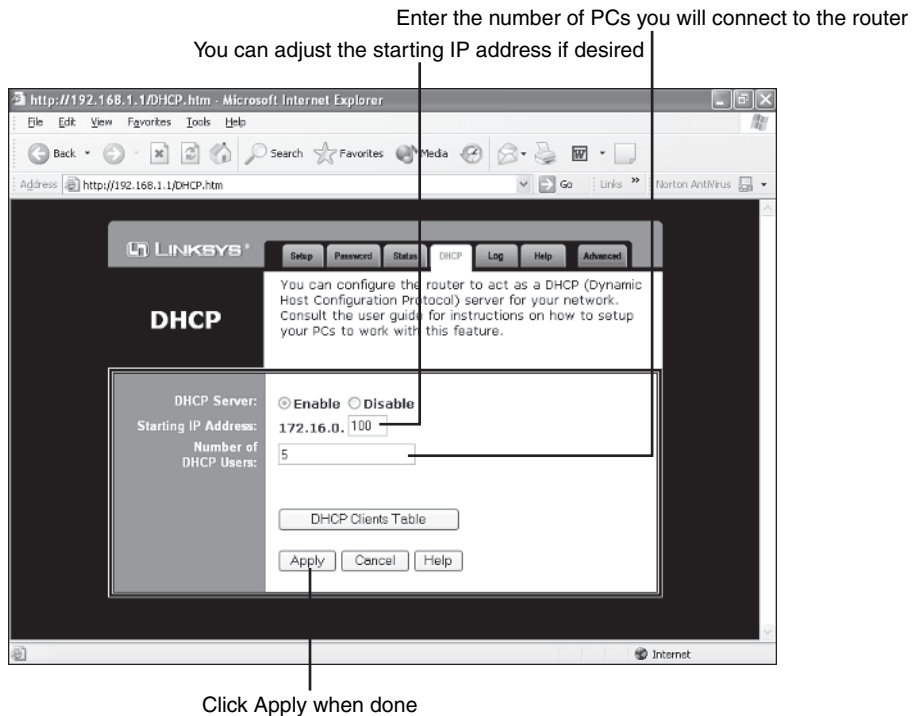 Enter the number of PCs you will connect to the router
You can adjust the starting IP address if desired
http://192.168.1.1/DHCP.htm - Microsoft Internet Explorer
File Edit View Favorites Tools Help
Back Search Favorites Media
Address http://192.168.1.1/DHCP.htm Go Links » Norton AntiVirus
LINKSYS®
Setup Password Status DHCP Log Help Advanced
DHCP
You can configure the router to act as a DHCP (Dynamic
Host Configuration Protocol) server for your network.
Consult the user guide for instructions on how to setup
your PCs to work with this feature.
DHCP Server: Enable Disable
Starting IP Address: 172.16.0. 100
Number of
DHCP Users: 5
DHCP Clients Table
Apply Cancel Help
Internet
Click Apply when done